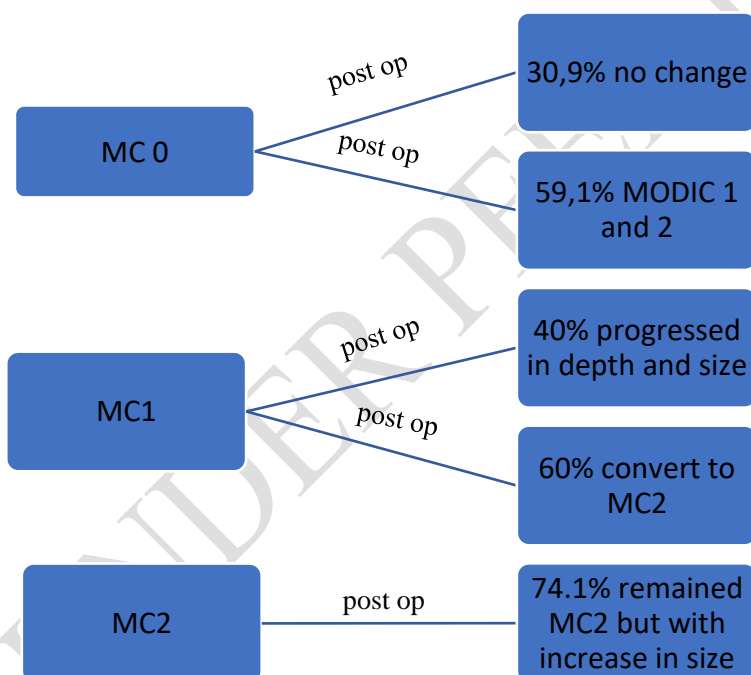 post op
30,9% no change
MC 0
post op
59,1% MODIC 1
and 2
post op
40% progressed
in depth and size
MC1
post op
60% convert to
MC2
MC2
post op
74.1% remained
MC2 but with
increase in size